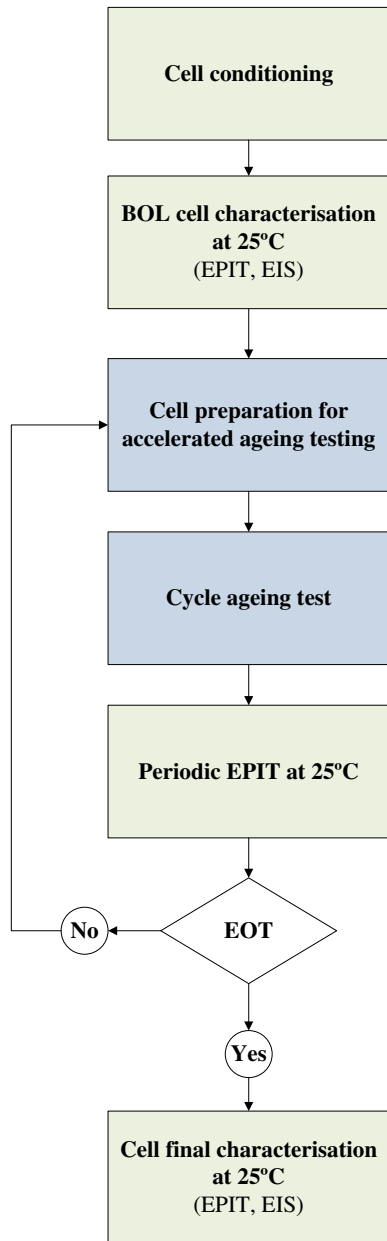 Cell conditioning
BOL cell characterisation
at 25ºC
(EPIT, EIS)
Cell preparation for
accelerated ageing testing
Cycle ageing test
Periodic EPIT at 25ºC
EOT
No
Yes
Cell final characterisation
at 25ºC
(EPIT, EIS)